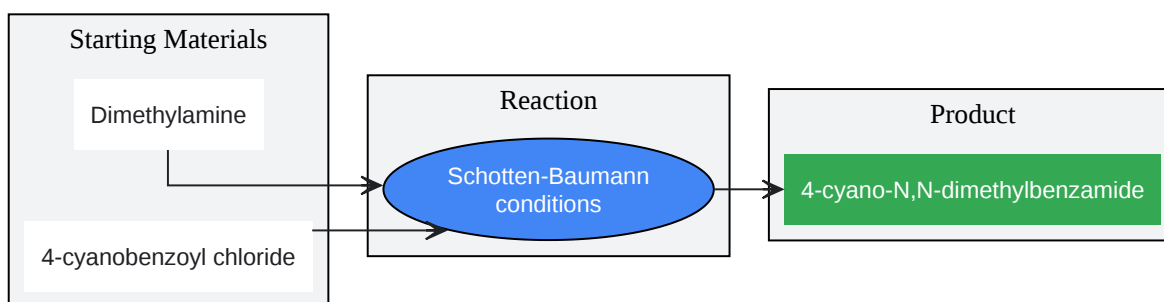 Starting Materials
Dimethylamine
4-cyanobenzoyl chloride
Reaction
Schotten-Baumann
conditions
Product
4-cyano-N,N-dimethylbenzamide